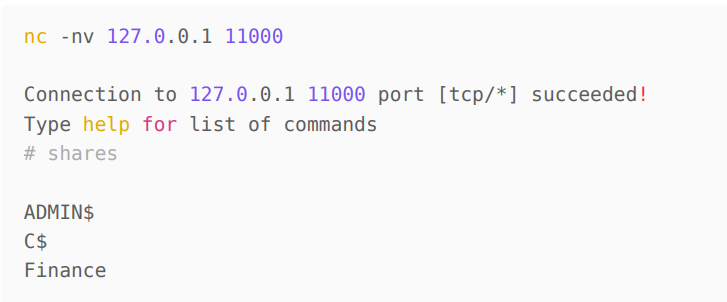 nc -nv 127.0.0.1 11000
Connection to 127.0.0.1 11000 port [tcp/*] succeeded!
Type help for list of commands
# shares
ADMIN$
C$
Finance